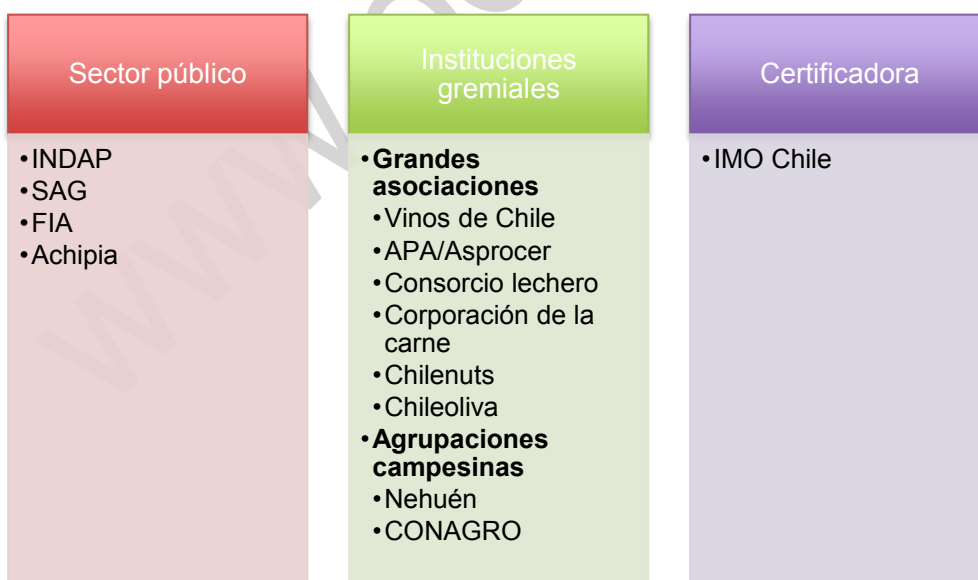 Sector público
•INDAP
•SAG
•FIA
•Achipia
Instituciones
gremiales
•Grandes
asociaciones
•Vinos de Chile
•APA/Asprocer
•Consorcio lechero
•Corporación de la
carne
•Chilenuts
•Chileoliva
•Agrupaciones
campesinas
•Nehuén
•CONAGRO
Certificadora
•IMO Chile